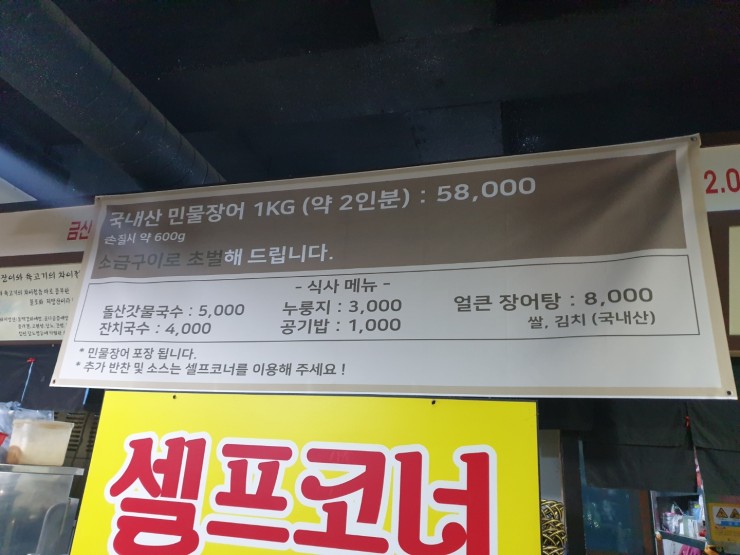 국내산 민물장어 1KG (약 2인분) : 58,000
손질시 약 600g
소금구이로 초벌해 드립니다.
- 식사 메뉴 -
돌산갓물국수 : 5,000
잔치국수 : 4,000
누룽지 : 3,000
공기밥 : 1,000
얼큰 장어탕 : 8,000
쌀, 김치 (국내산)
* 민물장어 포장 됩니다.
* 추가 반찬 및 소스는 셀프코너를 이용해 주세요 !
금산
2.0
셀프코너